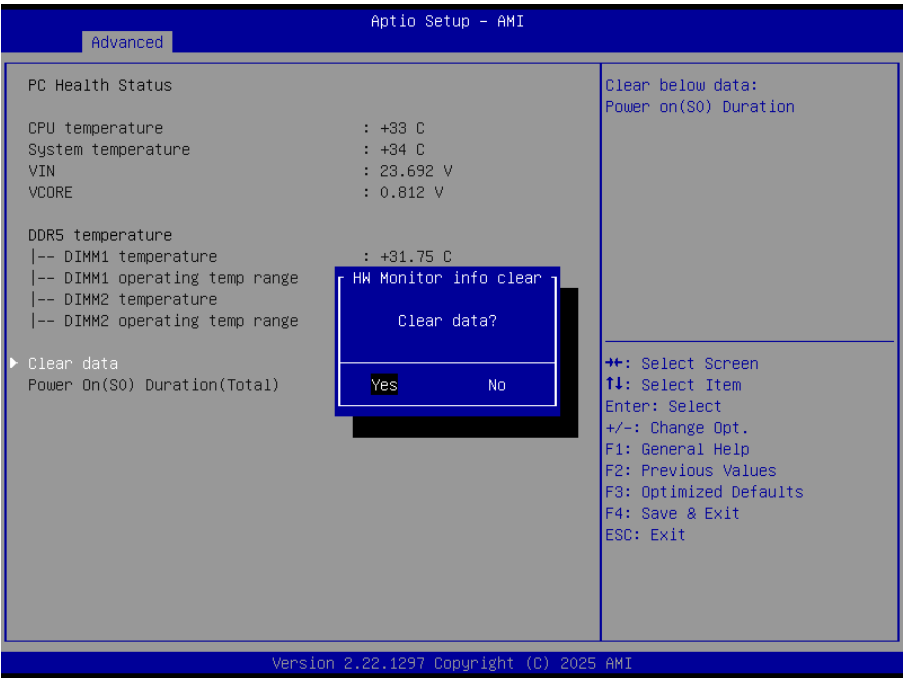 Aptio Setup - AMI
Advanced
PC Health Status
CPU temperature : +33 C
System temperature : +34 C
VIN : 23.692 V
VCORE : 0.812 V
DDR5 temperature
|-- DIMM1 temperature : +31.75 C
|-- DIMM1 operating temp range
|-- DIMM2 temperature
|-- DIMM2 operating temp range
Clear data
Power On(S0) Duration(Total)
HW Monitor info clear
Clear data?
Yes No
Clear below data:
Power on(S0) Duration
→←: Select Screen
↑↓: Select Item
Enter: Select
+/-: Change Opt.
F1: General Help
F2: Previous Values
F3: Optimized Defaults
F4: Save & Exit
ESC: Exit
Version 2.22.1297 Copyright (C) 2025 AMI